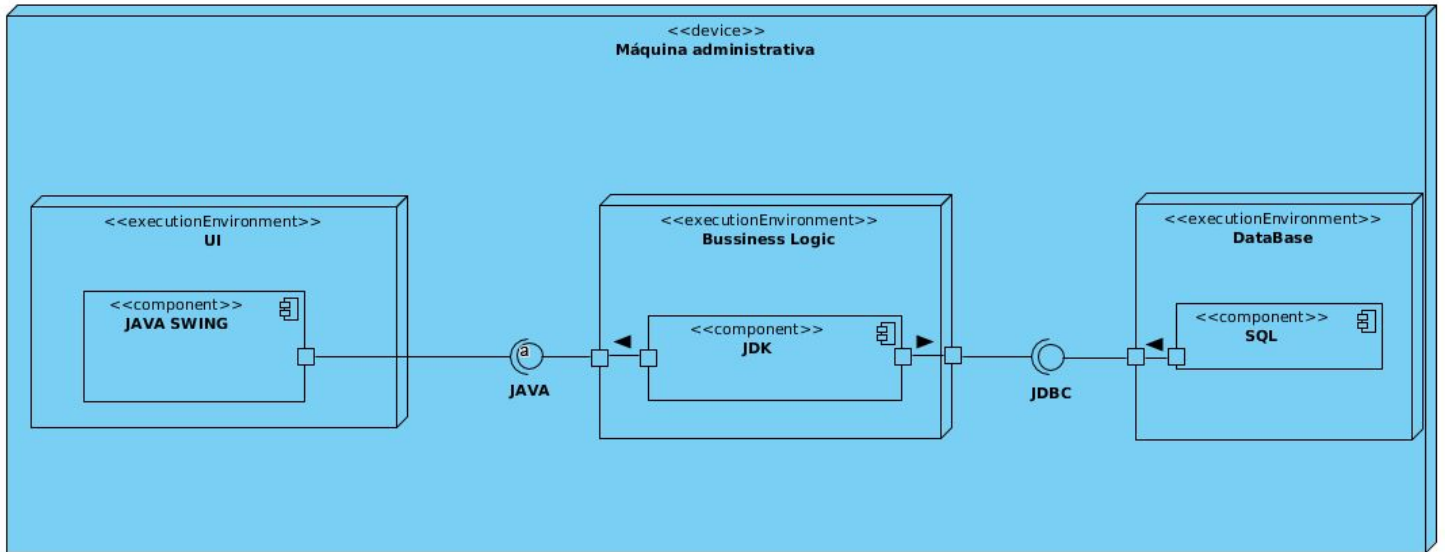 <<device>>
Máquina administrativa
<<executionEnvironment>>
UI
<<component>>
JAVA SWING
a
JAVA
<<executionEnvironment>>
Bussiness Logic
<<component>>
JDK
JDBC
<<executionEnvironment>>
DataBase
<<component>>
SQL